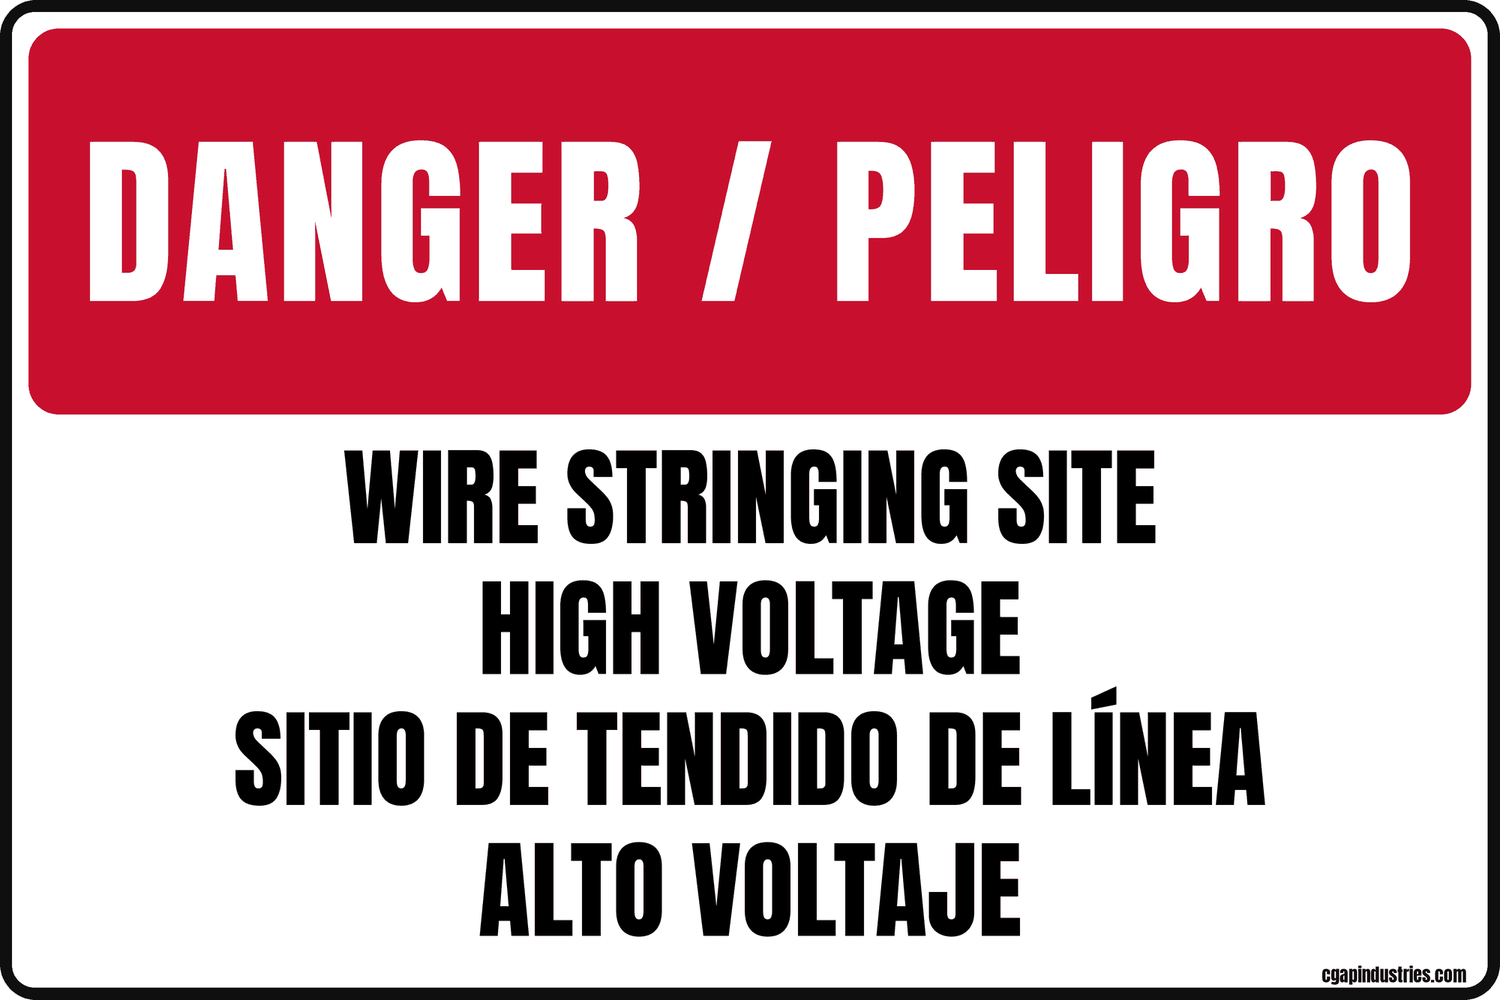 DANGER / PELIGRO
WIRE STRINGING SITE
HIGH VOLTAGE
SITIO DE TENDIDO DE LÍNEA
ALTO VOLTAJE
cgapindustries.com